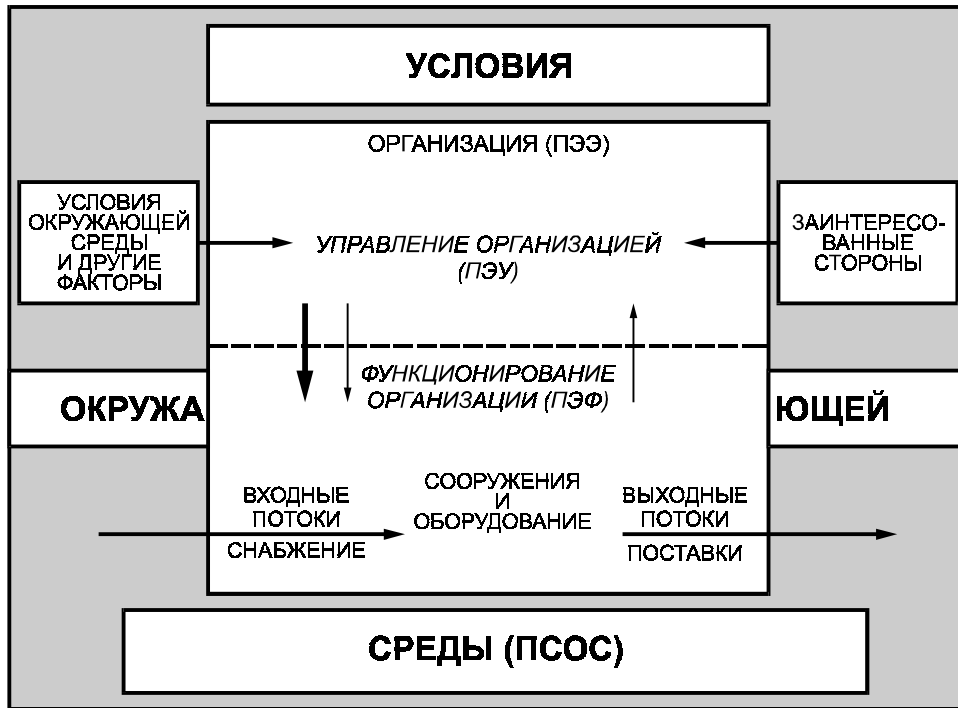 УСЛОВИЯ
ОРГАНИЗАЦИЯ (ПЭЭ)
УСЛОВИЯ
ОКРУЖАЮЩЕЙ
СРЕДЫ
И ДРУГИЕ
ФАКТОРЫ
УПРАВЛЕНИЕ ОРГАНИЗАЦИЕЙ
(ПЭУ)
ЗАИНТЕРЕСО-
ВАННЫЕ
СТОРОНЫ
ФУНКЦИОНИРОВАНИЕ
ОРГАНИЗАЦИИ (ПЭФ)
ОКРУЖА
ЮЩЕЙ
ВХОДНЫЕ
ПОТОКИ
СНАБЖЕНИЕ
СООРУЖЕНИЯ
И
ОБОРУДОВАНИЕ
ВЫХОДНЫЕ
ПОТОКИ
ПОСТАВКИ
СРЕДЫ (ПСОС)